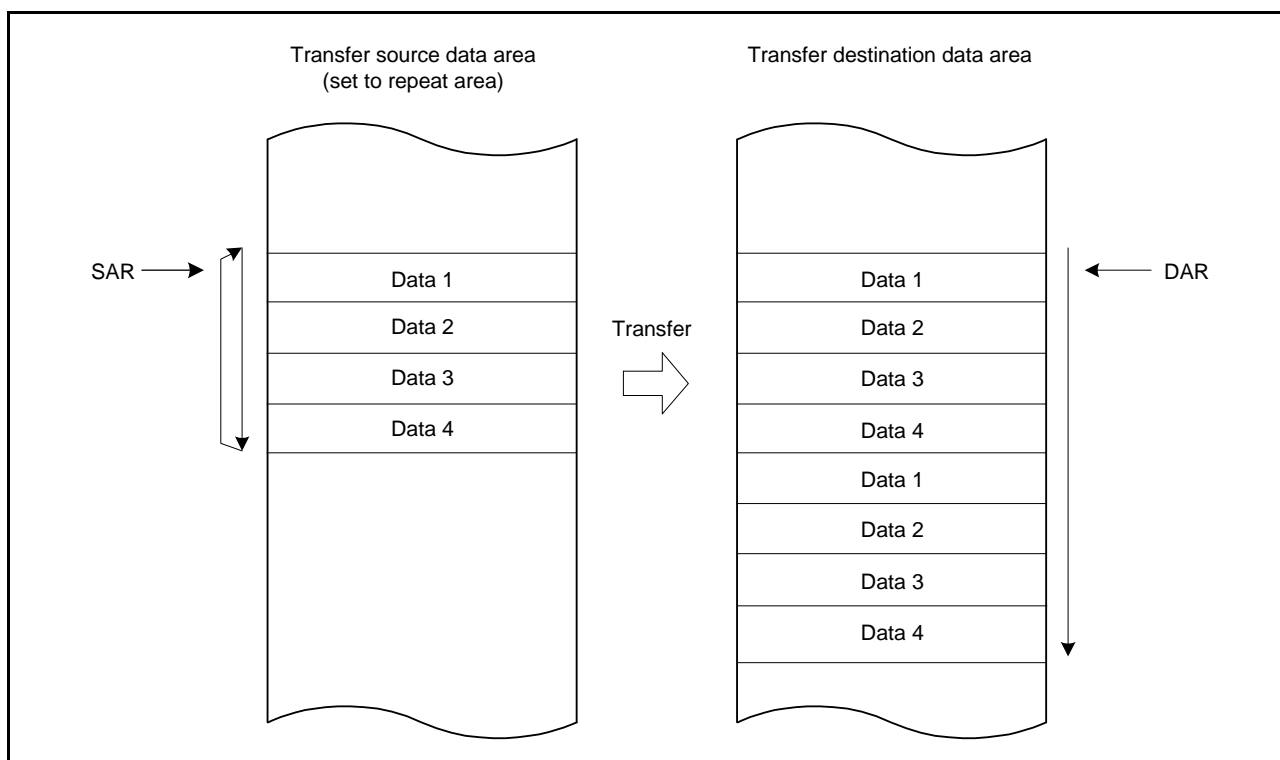 Transfer source data area
(set to repeat area)
Transfer destination data area
SAR
Data 1
Data 2
Data 3
Data 4
Transfer
Data 1
Data 2
Data 3
Data 4
Data 1
Data 2
Data 3
Data 4
DAR